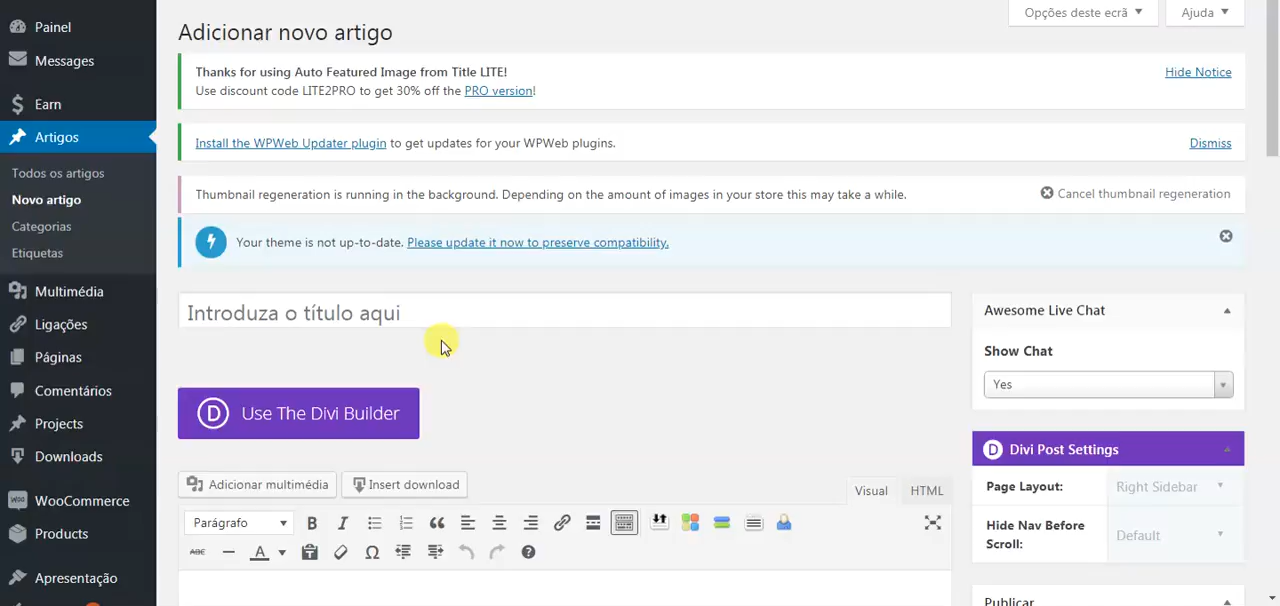 Painel
Messages
Earn
Artigos
Todos os artigos
Novo artigo
Categorias
Etiquetas
Multimédia
Ligações
Páginas
Comentários
Projects
Downloads
WooCommerce
Products
Apresentação
Opções deste ecrã
Ajuda
Adicionar novo artigo
Thanks for using Auto Featured Image from Title LITE!
Hide Notice
Use discount code LITE2PRO to get 30% off the PRO version!
Install the WPWeb Updater plugin to get updates for your WPWeb plugins.
Dismiss
Thumbnail regeneration is running in the background. Depending on the amount of images in your store this may take a while.
Cancel thumbnail regeneration
Your theme is not up-to-date. Please update it now to preserve compatibility.
Introduza o título aqui
D Use The Divi Builder
Adicionar multimédia
Insert download
Visual
HTML
Parágrafo
B I
ABC
A
Awesome Live Chat
Show Chat
Yes
D Divi Post Settings
Page Layout:
Right Sidebar
Hide Nav Before
Scroll:
Default
Publicar